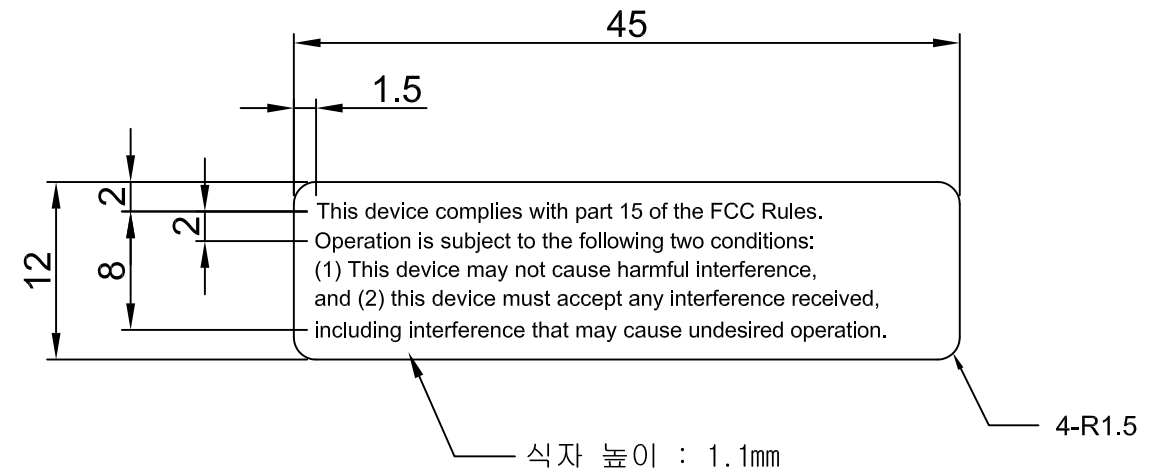 45
1.5
2
2
12
8
This device complies with part 15 of the FCC Rules.
Operation is subject to the following two conditions:
(1) This device may not cause harmful interference,
and (2) this device must accept any interference received,
including interference that may cause undesired operation.
4-R1.5
식자 높이 : 1.1mm